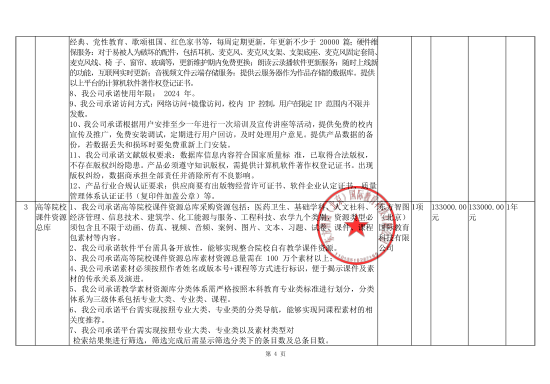 经典、党性教育、歌颂祖国、红色家书等，每周定期更新，年更新不少于 20000 篇；硬件维
保服务：对于易被人为破坏的配件，包括耳机、麦克风、麦克风支架、支架底座、麦克风固定套筒、
麦克风线、椅 子、窗帘、玻璃等，更新维护期内免费更换；朗读云录播软件更新服务；随时上线新
的功能，互联网实时更新；音视频文件云端存储服务；提供云服务器作为作品存储的数据库。提供
以上平台的计算机软件著作权登记证书。
8、我公司承诺使用年限： 2024 年。
9、我公司承诺访问方式：网络访问+镜像访问，校内 IP 控制，用户在限定 IP 范围内不限并
发数。
10、我公司承诺根据用户安排至少一年进行一次培训及宣传讲座等活动，提供免费的校内
宣传及推广，免费安装调试，定期进行用户回访，及时处理用户意见。提供产品数据的备
份，若数据丢失和损坏时要免费重新上门安装。
11、我公司承诺文献版权要求：数据库信息内容符合国家质量标 准，已取得合法版权，
不存在版权纠纷隐患。产品必须遵守知识版权，需提供计算机软件著作权登记证书。出现
版权纠纷，数据商承担全部责任并消除所有不良影响。
12、产品行业合规认证要求：供应商要有出版物经营许可证书、软件企业认定证书、质量
管理体系认证证书（复印件加盖公章）等。
3 高等院校 1、我公司承诺高等院校课件资源总库采购资源包括：医药卫生、基础学科、人文社科、 智图 1项 133000.00 133000.00 1年
课件资源 经济管理、信息技术、建筑学、化工能源与服务、工程科技、农学九个类别，资源类型必 （北京） 元 元
总库 须包含且不限于动画、仿真、视频、音频、案例、图片、文本、习题、试卷、课件、课程 国际教育
包素材等内容。 科技有限
2、我公司承诺软件平台需具备开放性，能够实现整合院校自有教学课件资源。 公司
3、我公司承诺高等院校课件资源总库素材资源总量需在 100 万个素材以上；
4、我公司承诺素材必须按照作者姓名或版本号+课程等方式进行标识，便于揭示课件及素
材的传承关系及演进。
5、我公司承诺教学素材资源库分类体系需严格按照本科教育专业类标准进行划分，分类
体系为三级体系包括专业大类、专业类、课程。
6、我公司承诺平台需实现按照专业大类、专业类的分类导航，能够实现同课程素材的相
关度推荐。
7、我公司承诺平台需实现按照专业大类、专业类以及素材类型对
检索结果集进行筛选，筛选完成后需显示筛选分类下的条目数及总条目数。
第 4 页